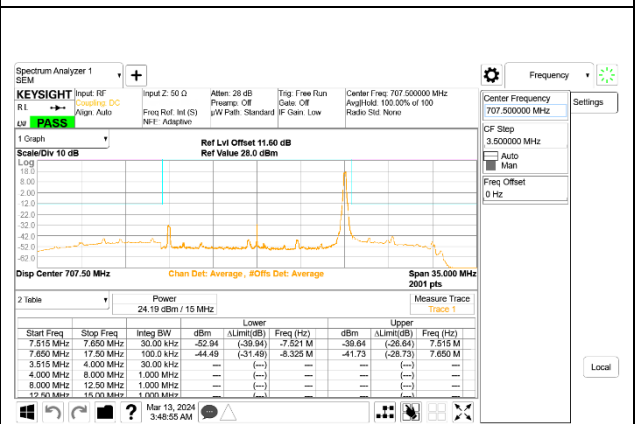 Spectrum Analyzer 1
SEM
Frequency
KEYSIGHT Input: RF Input Z: 50 Ω Atten: 28 dB Trig: Free Run Center Freq: 707.500000 MHz
R L Coupling: DC Preamp: Off Gate: Off Avg|Hold: 100.00% of 100
Align: Auto Freq Ref: Int (S) µW Path: Standard IF Gain: Low Radio Std: None
PASS NFE: Adaptive
Center Frequency
707.500000 MHz
Settings
CF Step
3.500000 MHz
Auto
Man
Freq Offset
0 Hz
1 Graph
Ref Lvl Offset 11.60 dB
Scale/Div 10 dB Ref Value 28.0 dBm
Log
18.0
8.00
2.00
-12.0
-22.0
-32.0
-42.0
-52.0
-62.0
Disp Center 707.50 MHz Chan Det: Average , #Offs Det: Average Span 35.000 MHz
2001 pts
2 Table Power Measure Trace
24.19 dBm / 15 MHz Trace 1
Lower Upper
Start Freq Stop Freq Integ BW dBm ΔLimit(dB) Freq (Hz) dBm ΔLimit(dB) Freq (Hz)
7.515 MHz 7.650 MHz 30.00 kHz -52.94 (-39.94) -7.521 M -39.64 (-26.64) 7.515 M
7.650 MHz 17.50 MHz 100.0 kHz -44.49 (-31.49) -8.325 M -41.73 (-28.73) 7.650 M
3.515 MHz 4.000 MHz 30.00 kHz --- (---) --- --- (---) ---
4.000 MHz 8.000 MHz 1.000 MHz --- (---) --- --- (---) ---
8.000 MHz 12.50 MHz 1.000 MHz --- (---) --- --- (---) ---
12.50 MHz 15.00 MHz 1.000 MHz --- (---) --- --- (---) ---
Local
Mar 13, 2024
3:48:55 AM